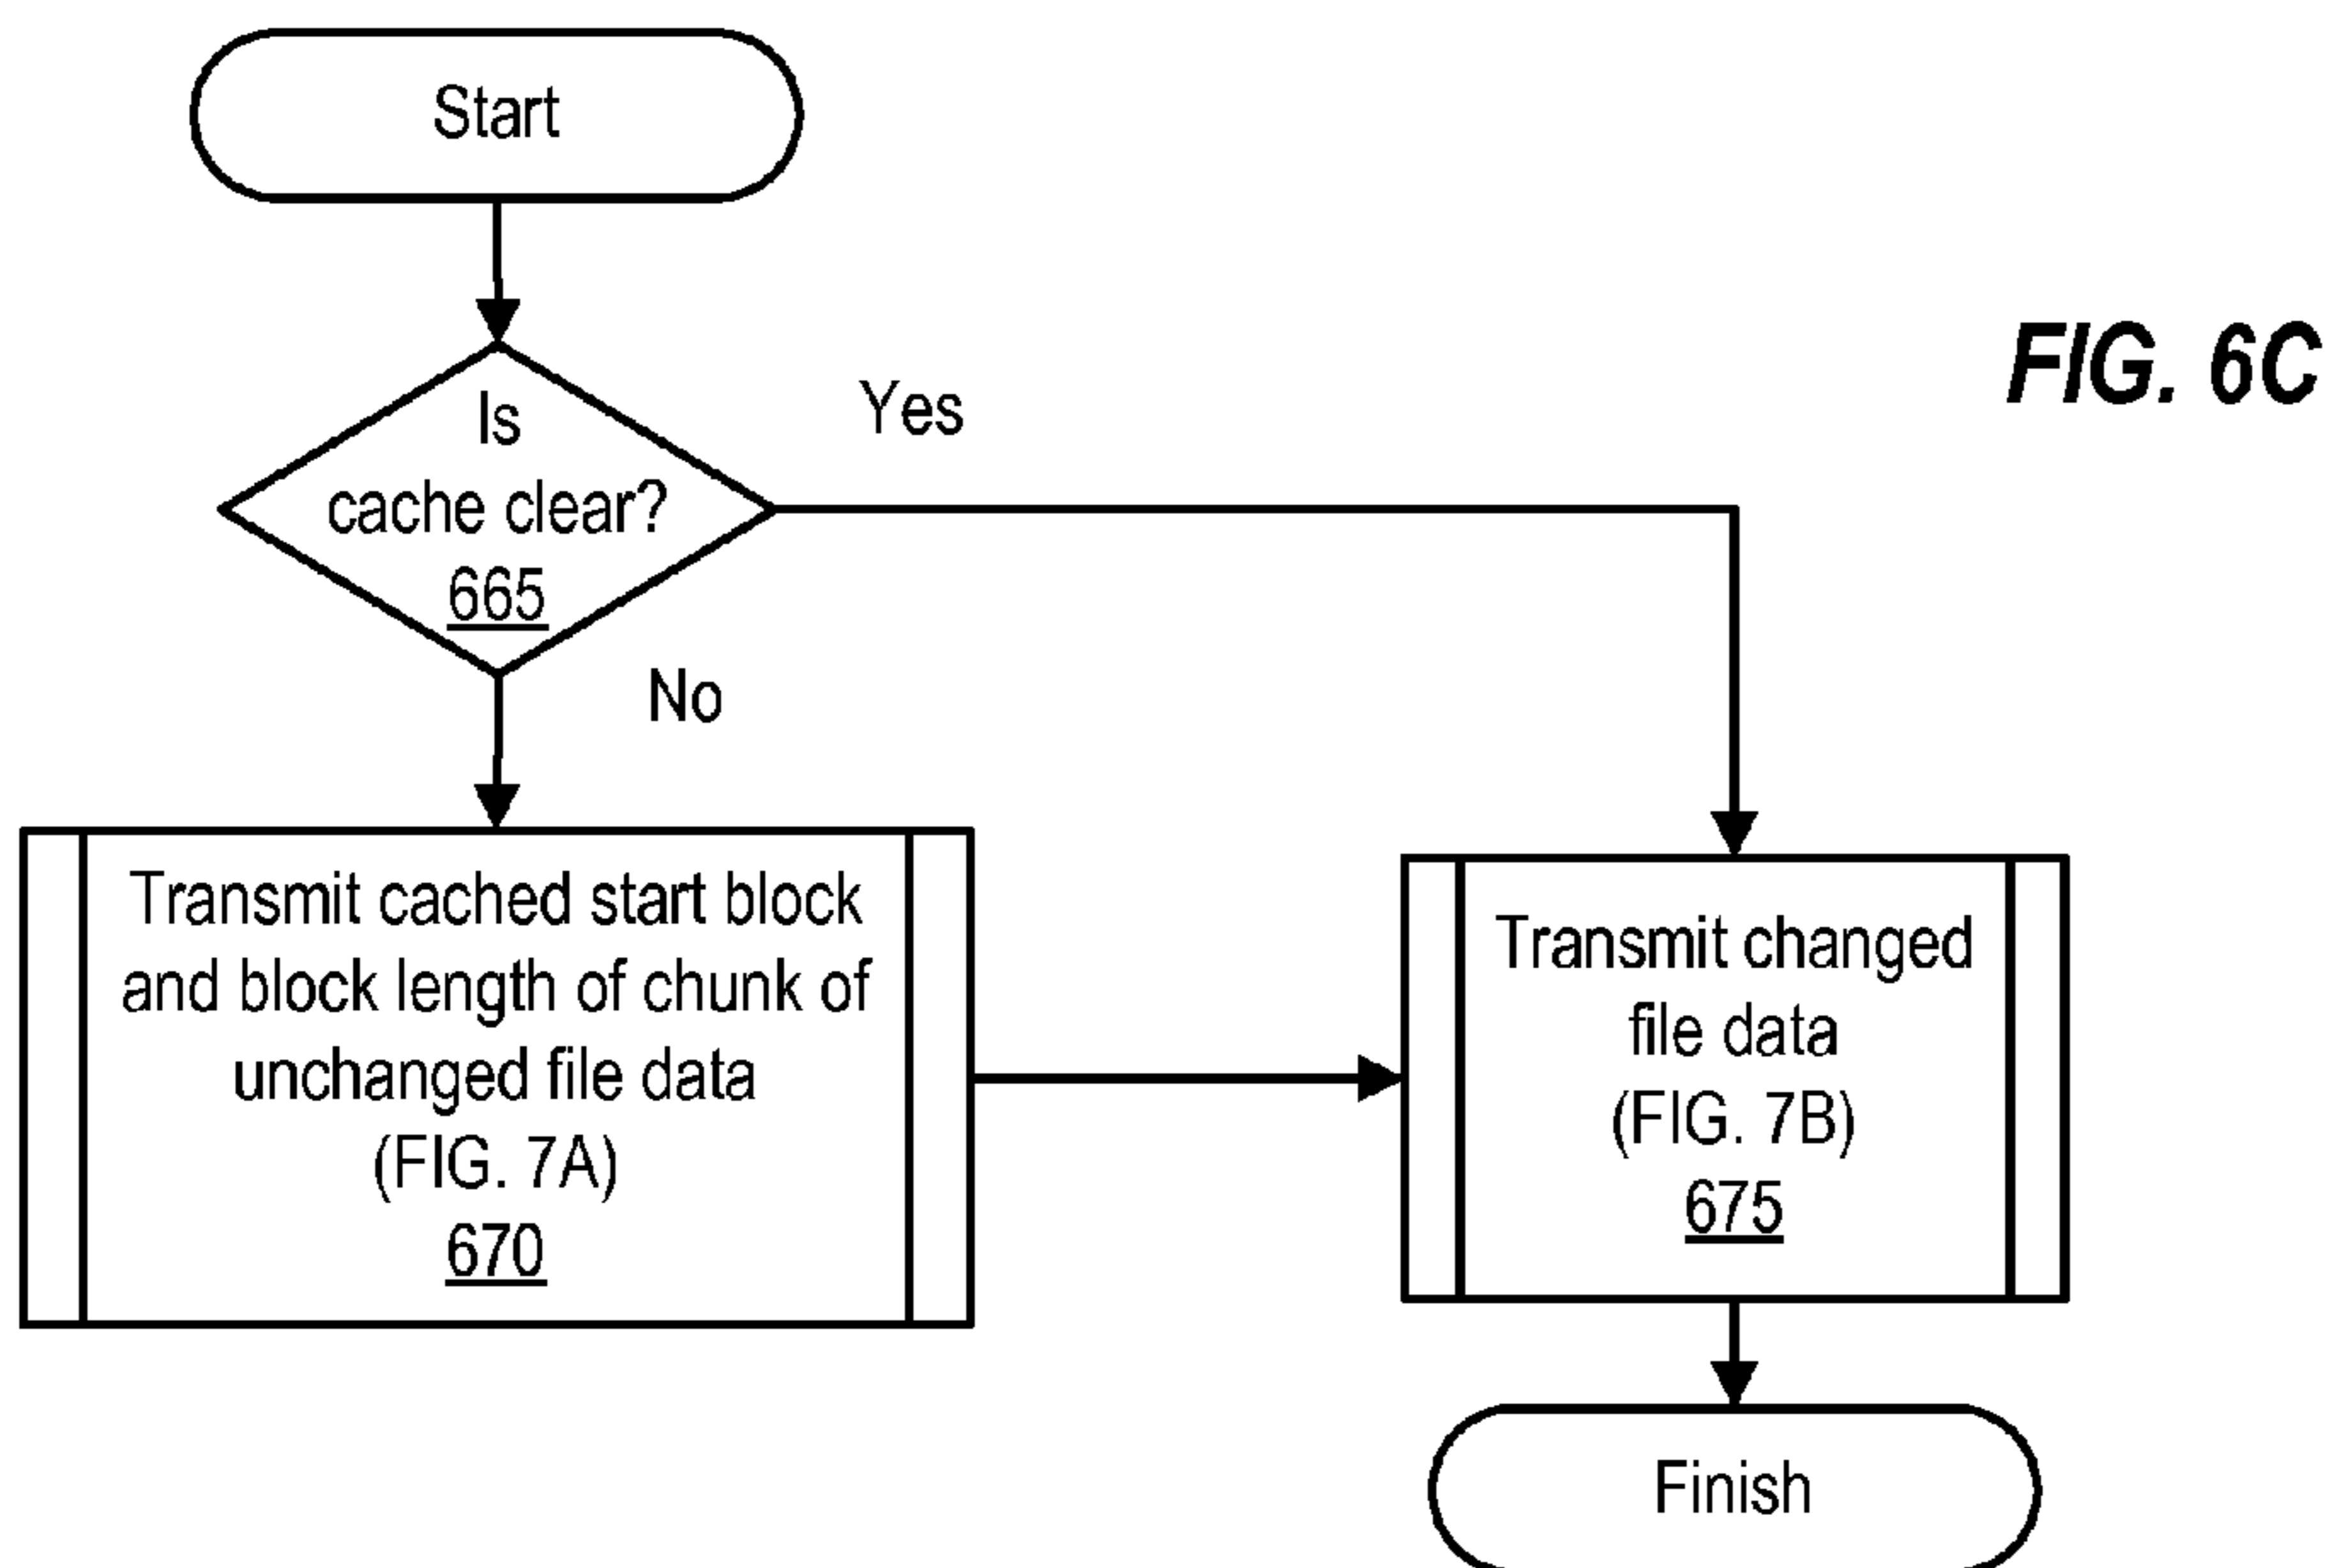 Start
FIG. 6C
Yes
Is
cache clear?
665
No
Transmit cached start block
and block length of chunk of
unchanged file data
(FIG. 7A)
670
Transmit changed
file data
(FIG. 7B)
675
Finish